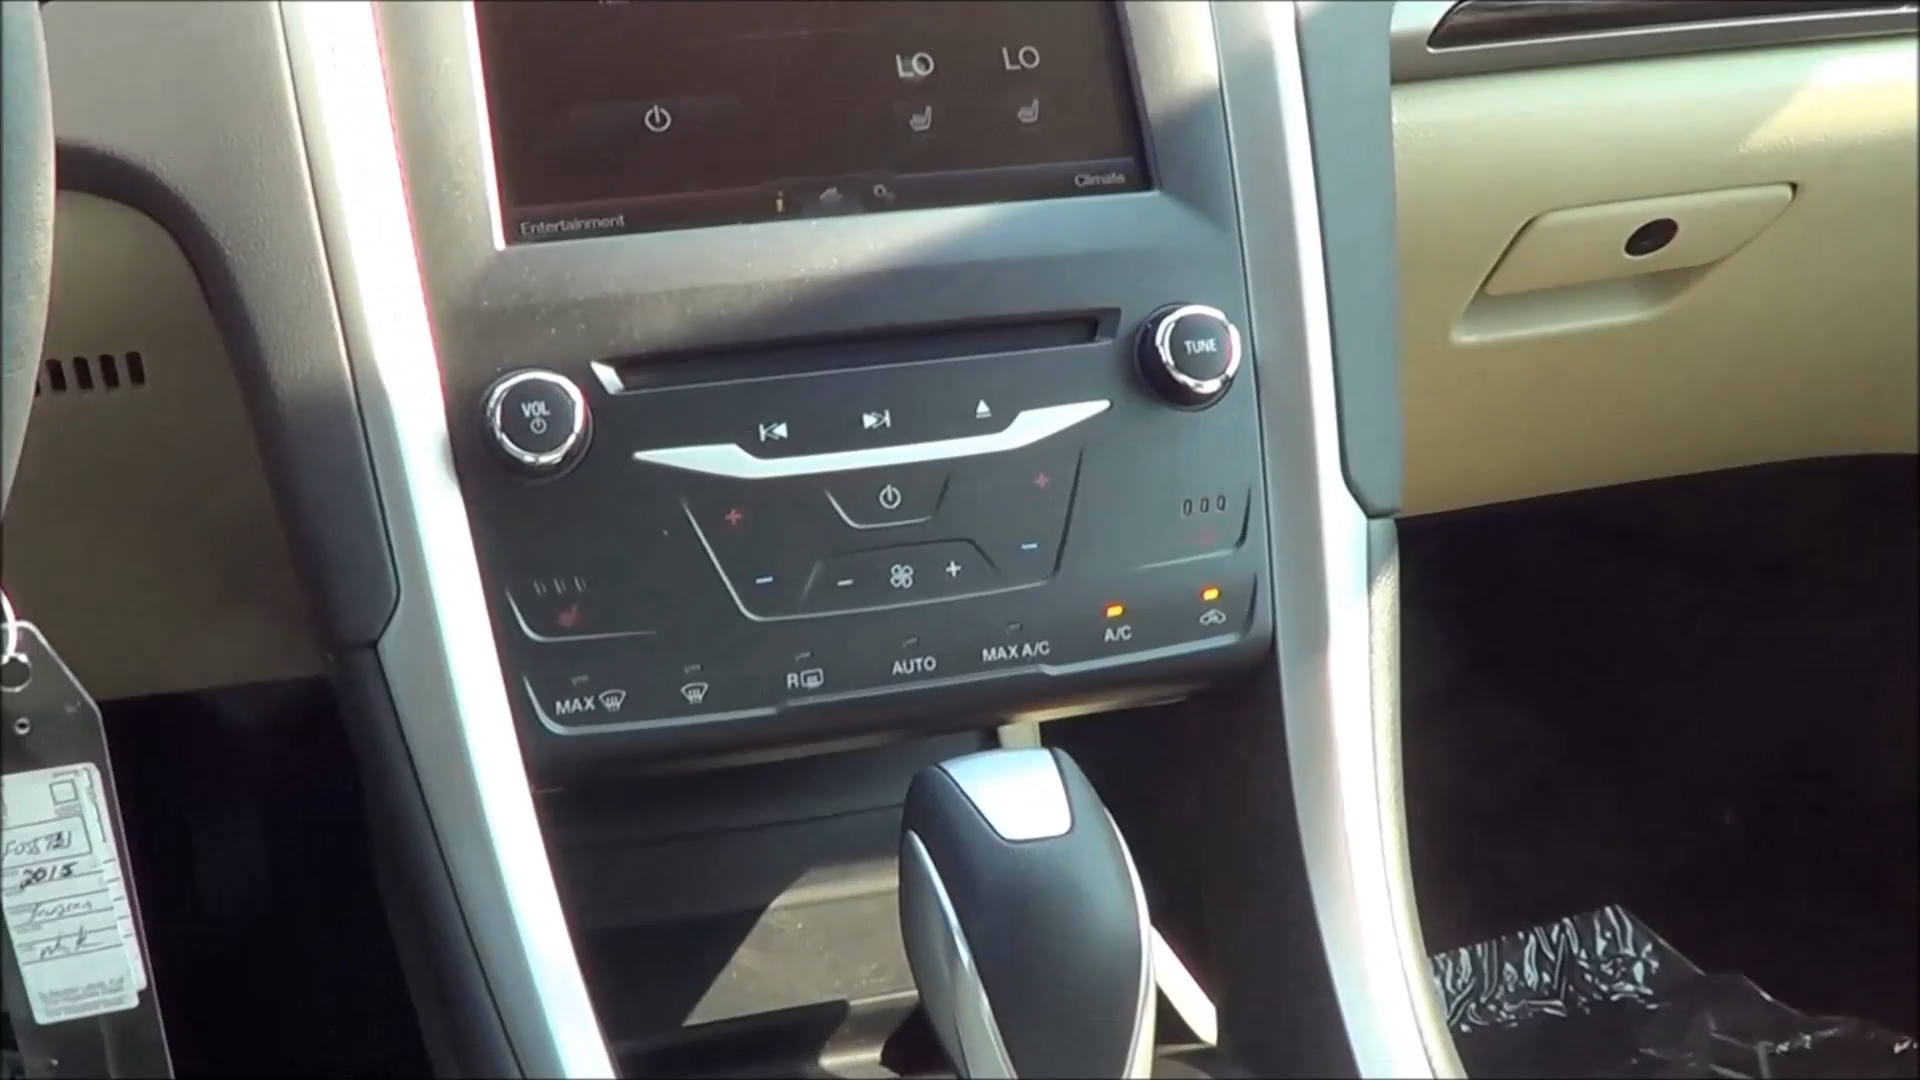 LO LO
Climate
Entertainment
TUNE
VOL
A/C
MAX A/C
AUTO
R
MAX
2015